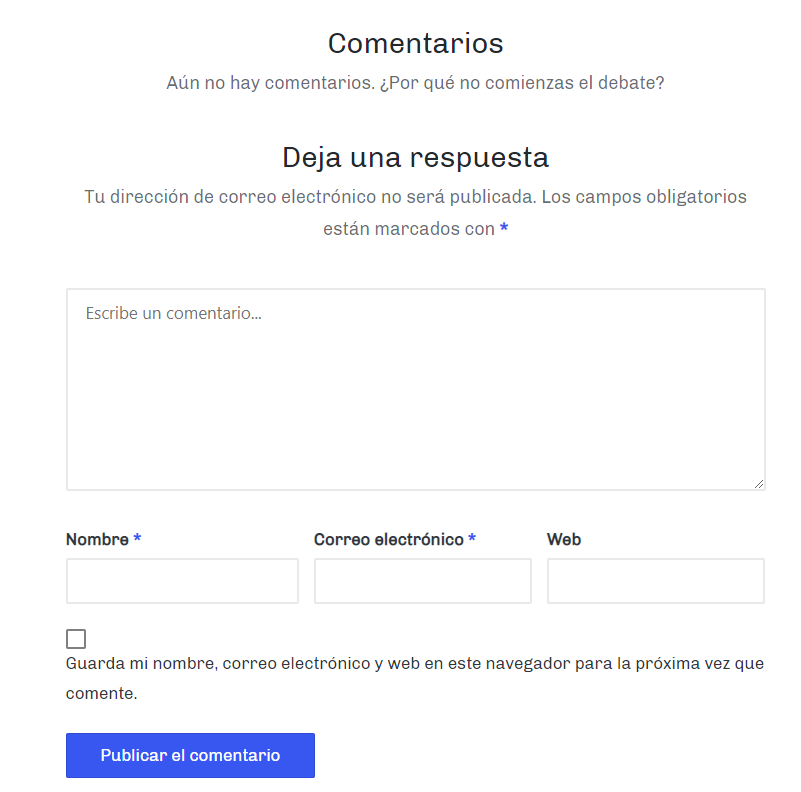 Comentarios
Aún no hay comentarios. ¿Por qué no comienzas el debate?
Deja una respuesta
Tu dirección de correo electrónico no será publicada. Los campos obligatorios
están marcados con *
Escribe un comentario...
Nombre * Correo electrónico * Web
Guarda mi nombre, correo electrónico y web en este navegador para la próxima vez que
comente.
Publicar el comentario